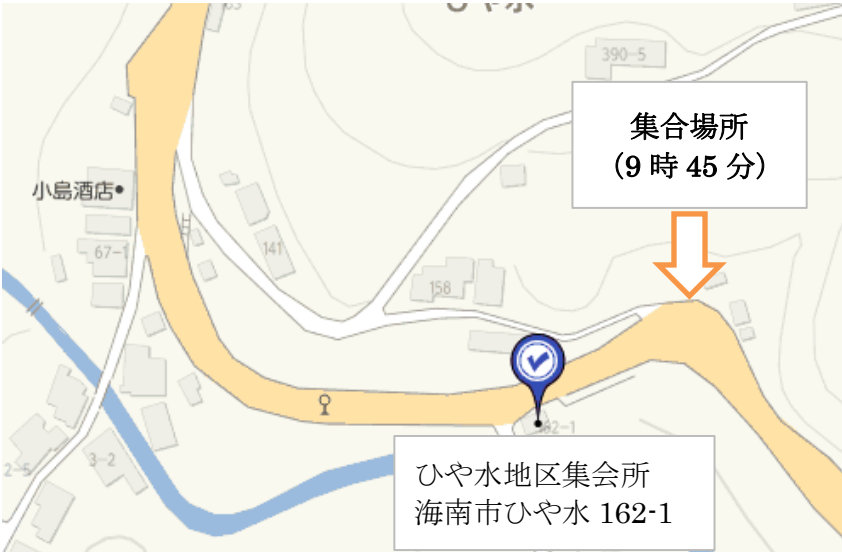 ひや水
390-5
集合場所
(9 時 45 分)
小島酒店
67-1
141
158
ひや水地区集会所
海南市ひや水 162-1
3-2
2-5